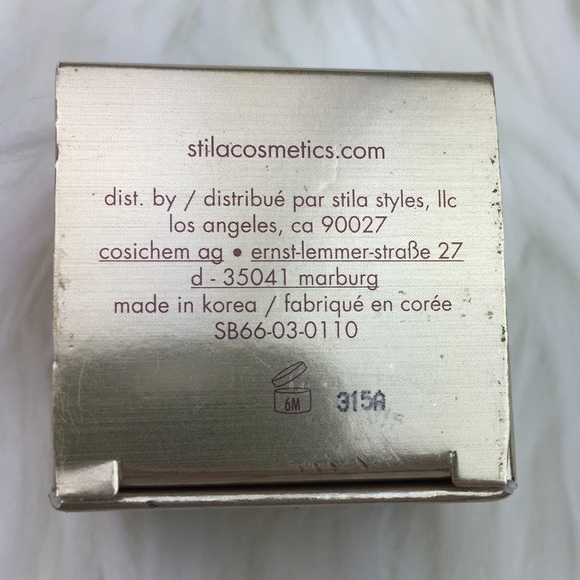 stilacosmetics.com
dist. by / distribué par stila styles, llc
los angeles, ca 90027
cosichem ag • ernst-lemmer-straße 27
d - 35041 marburg
made in korea / fabriqué en corée
SB66-03-0110
6M 315A